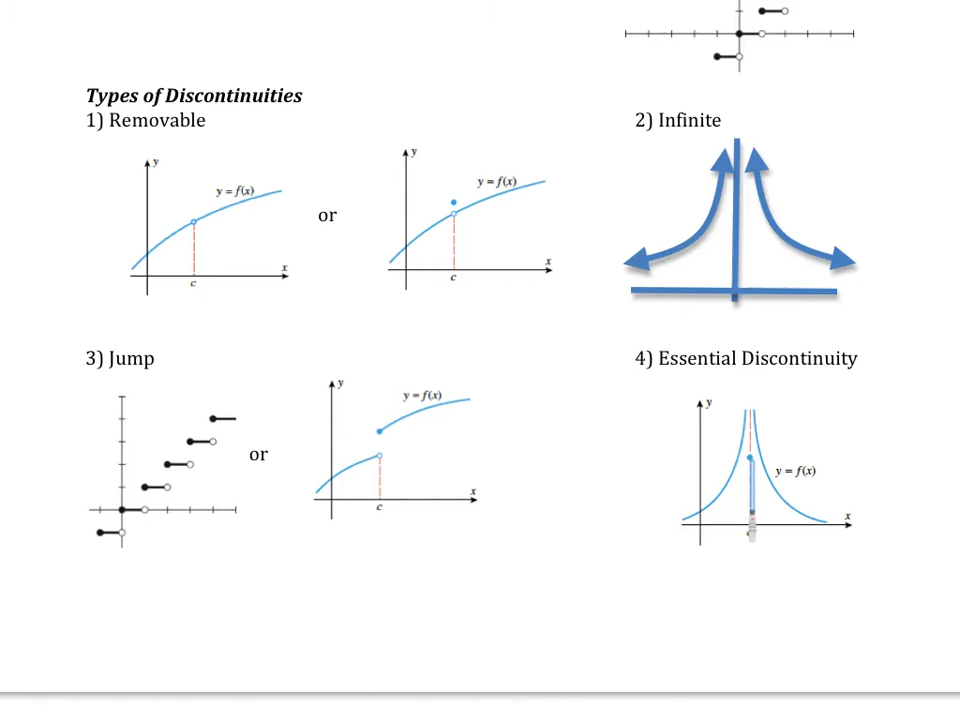 Types of Discontinuities
1) Removable
2) Infinite
y
y = f(x)
x
c
or
y
y = f(x)
x
c
3) Jump
4) Essential Discontinuity
or
y
y = f(x)
x
c
y
y = f(x)
x